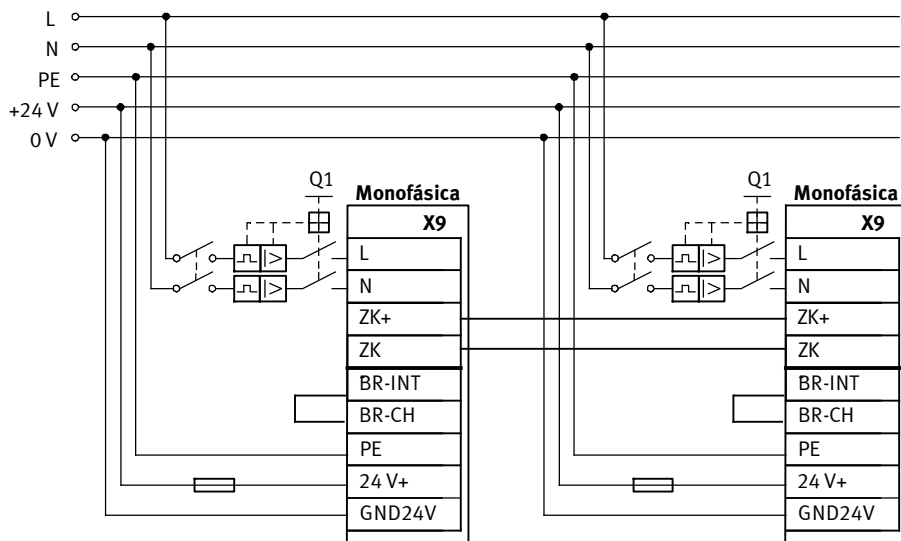 L
N
PE
+24 V
0 V
Q1
Monofásica
X9
L
N
ZK+
ZK
BR-INT
BR-CH
PE
24 V+
GND24V
Q1
Monofásica
X9
L
N
ZK+
ZK
BR-INT
BR-CH
PE
24 V+
GND24V